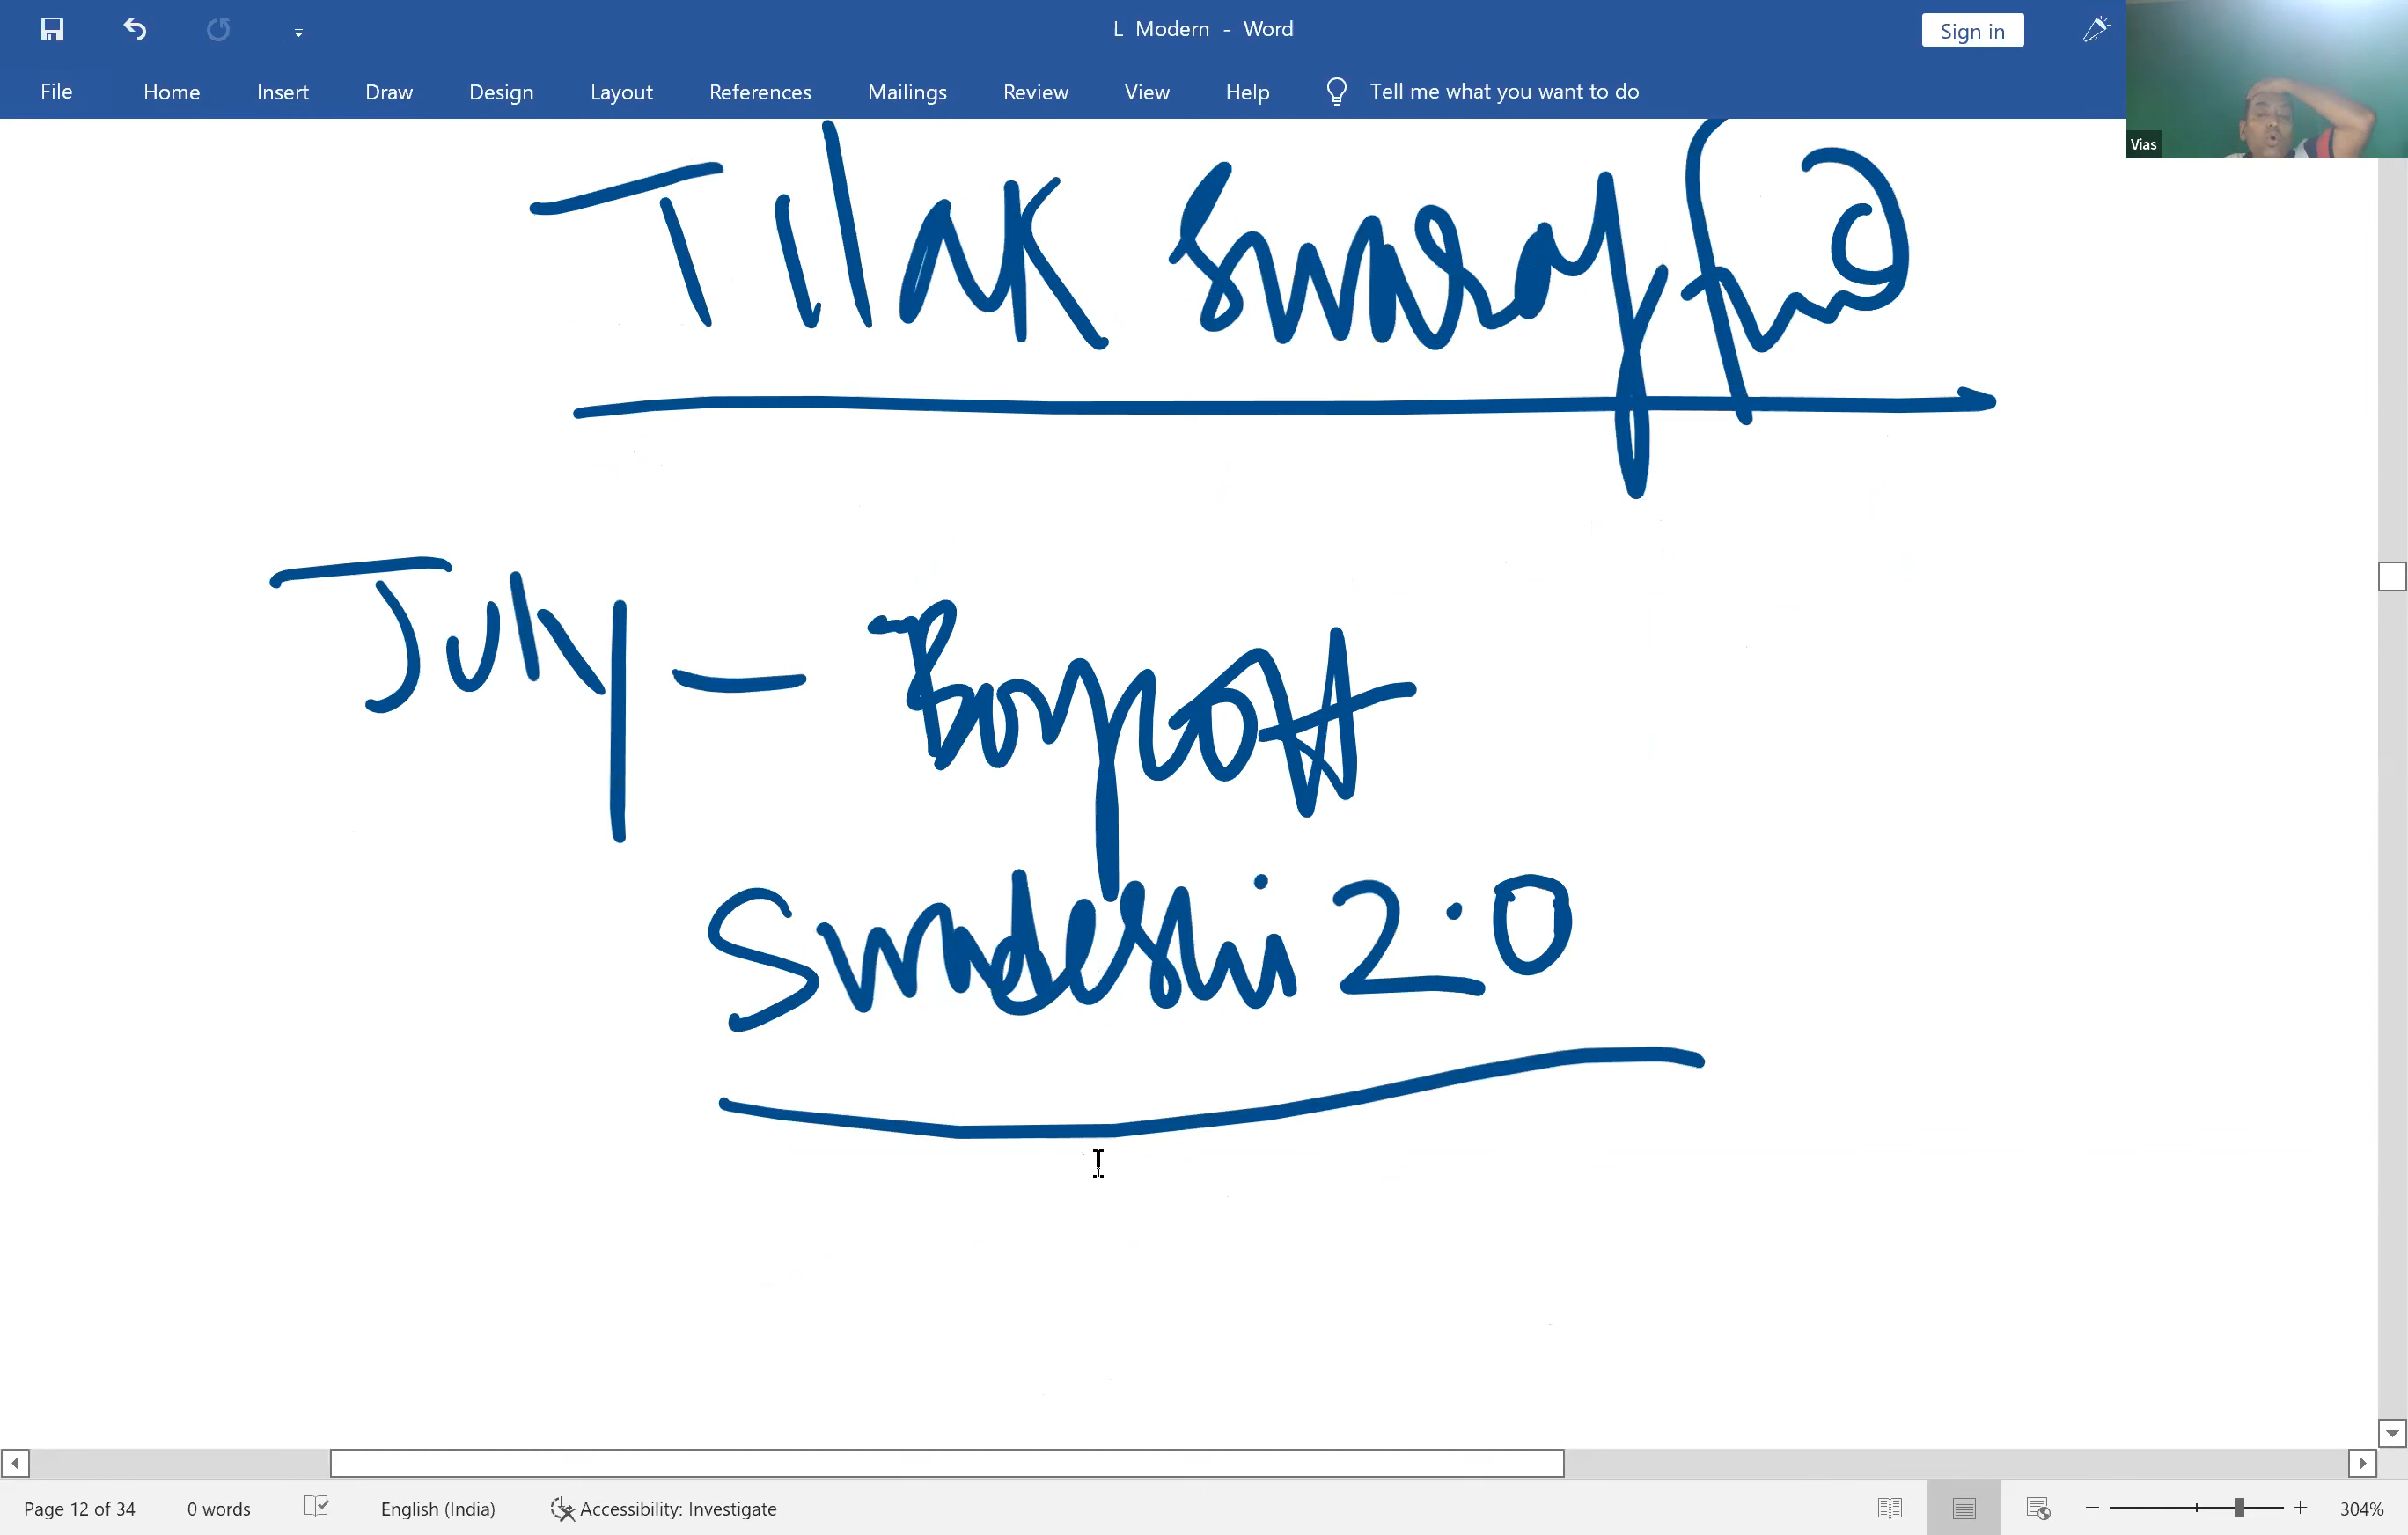 L Modern - Word
Sign in
File Home Insert Draw Design Layout References Mailings Review View Help Tell me what you want to do
Vias
Tilak Swaraj fund
July — Boycott
Swadeshi 2.0
Page 12 of 34 0 words English (India) Accessibility: Investigate 304%